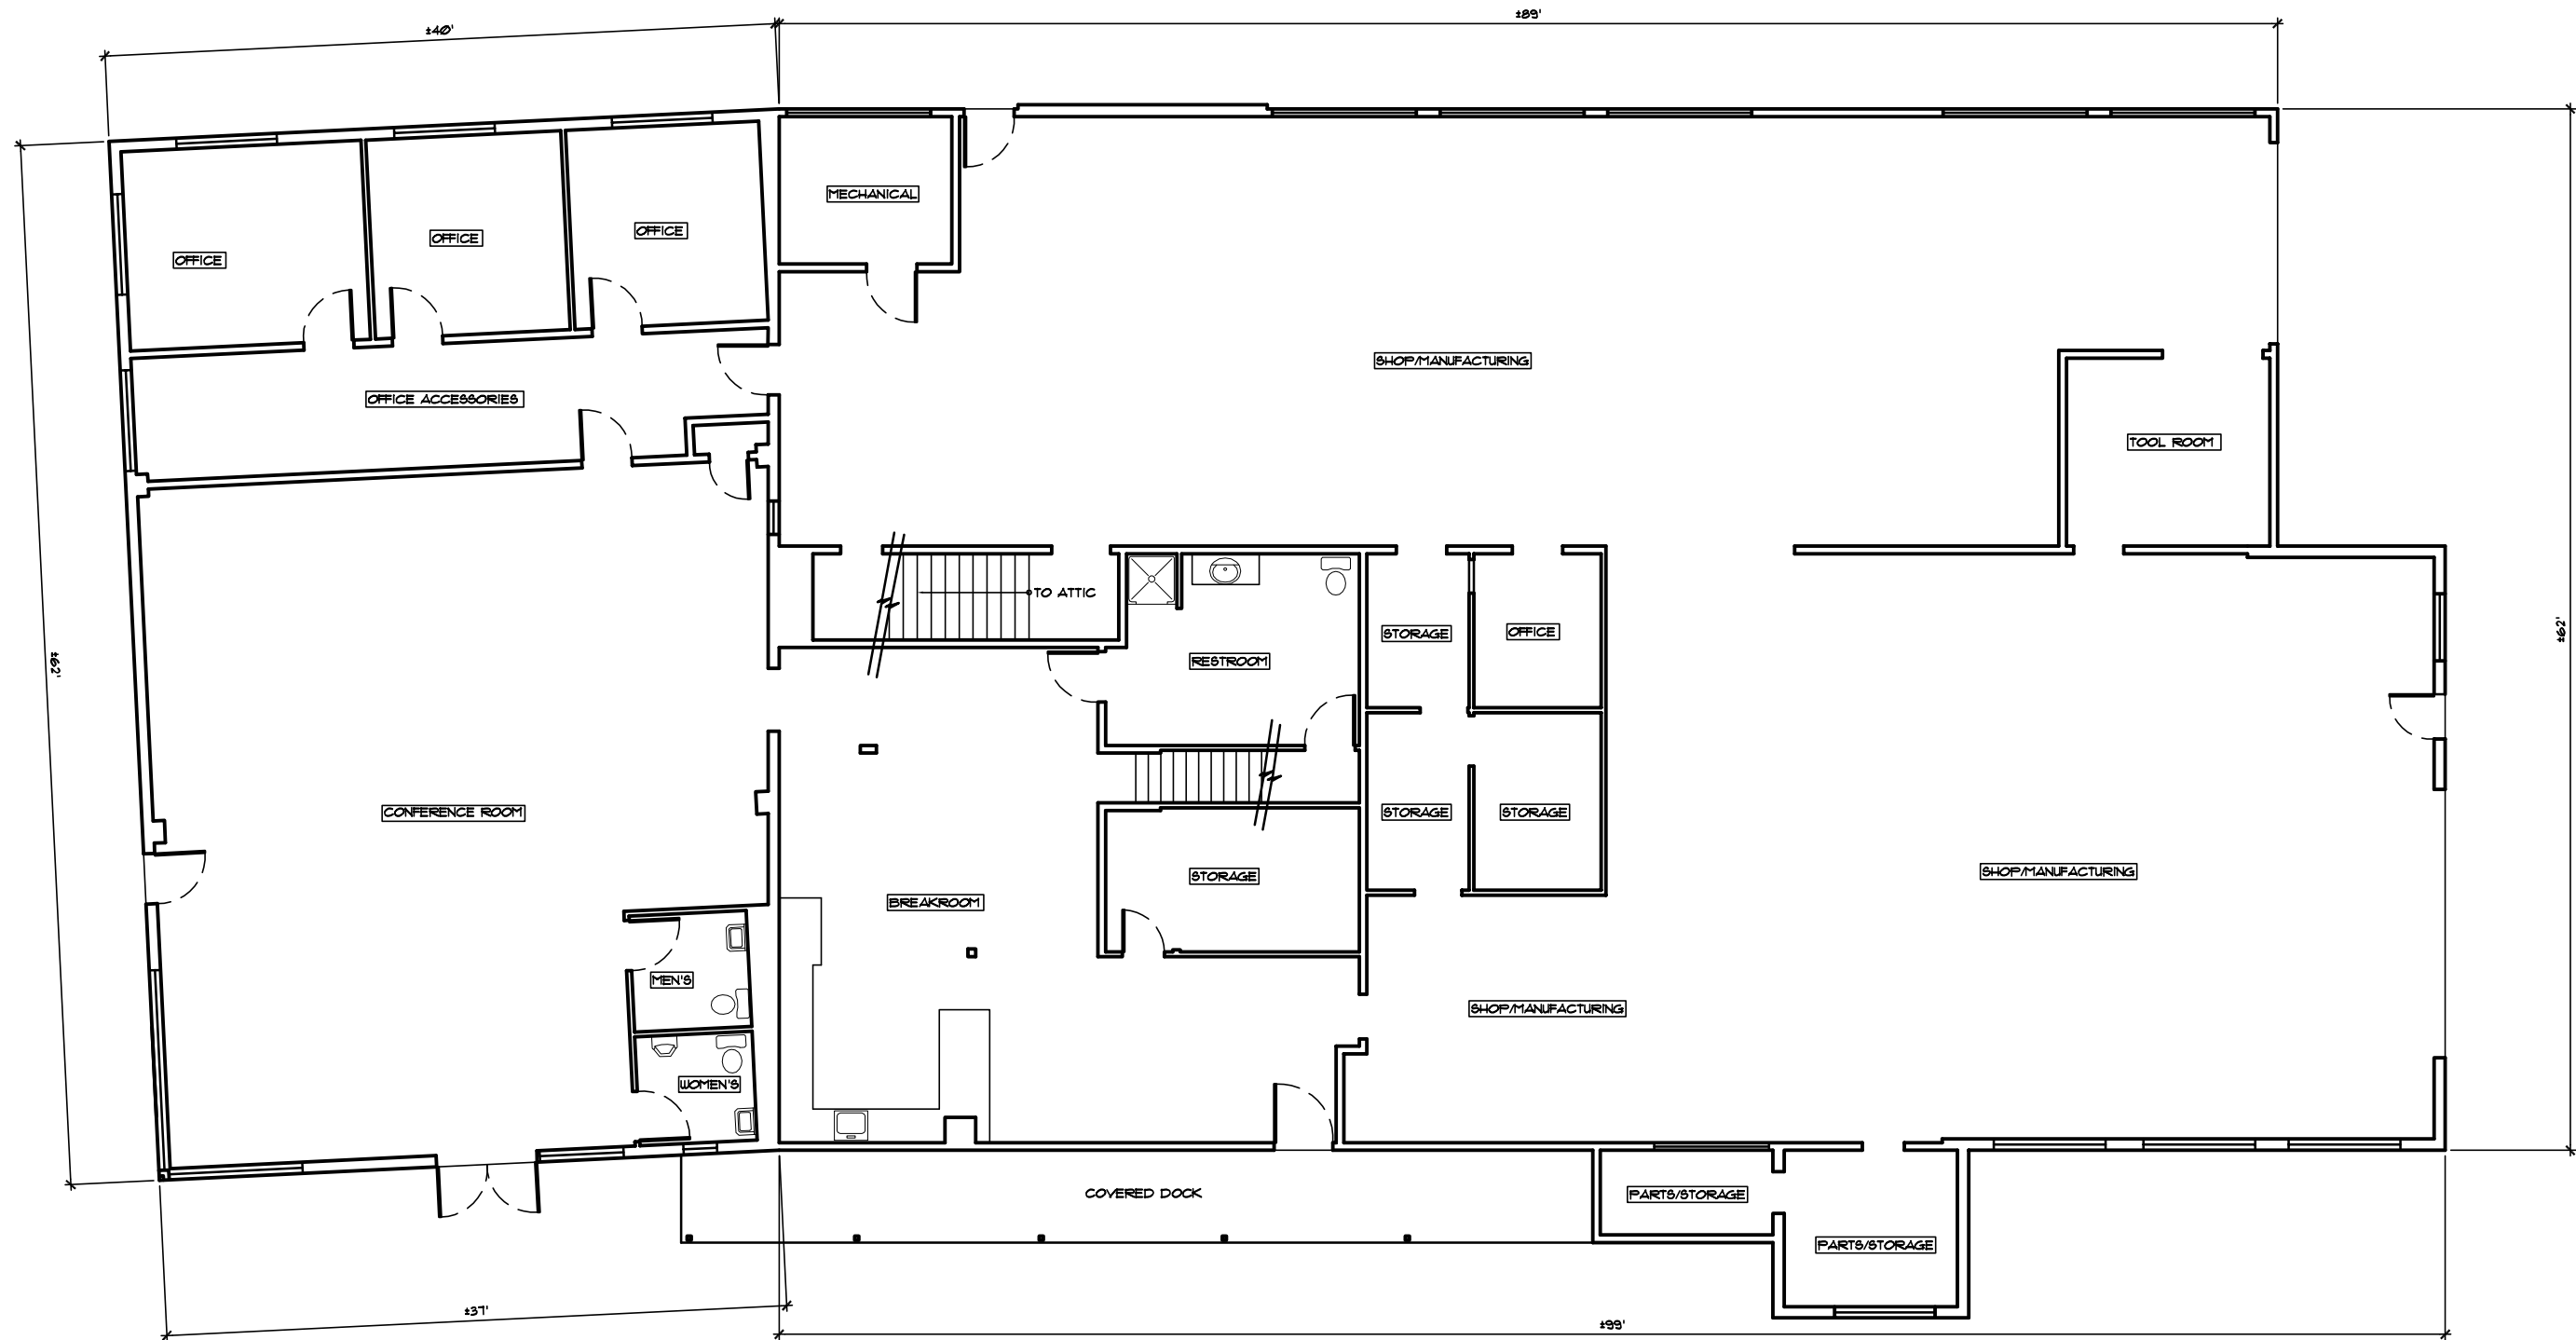 ±89'
±40'
MECHANICAL
OFFICE
OFFICE
OFFICE
SHOP/MANUFACTURING
OFFICE ACCESSORIES
TOOL ROOM
TO ATTIC
STORAGE
OFFICE
±62'
±62'
RESTROOM
CONFERENCE ROOM
STORAGE
STORAGE
SHOP/MANUFACTURING
STORAGE
BREAKROOM
MEN'S
SHOP/MANUFACTURING
WOMEN'S
COVERED DOCK
PARTS/STORAGE
PARTS/STORAGE
±37'
±99'